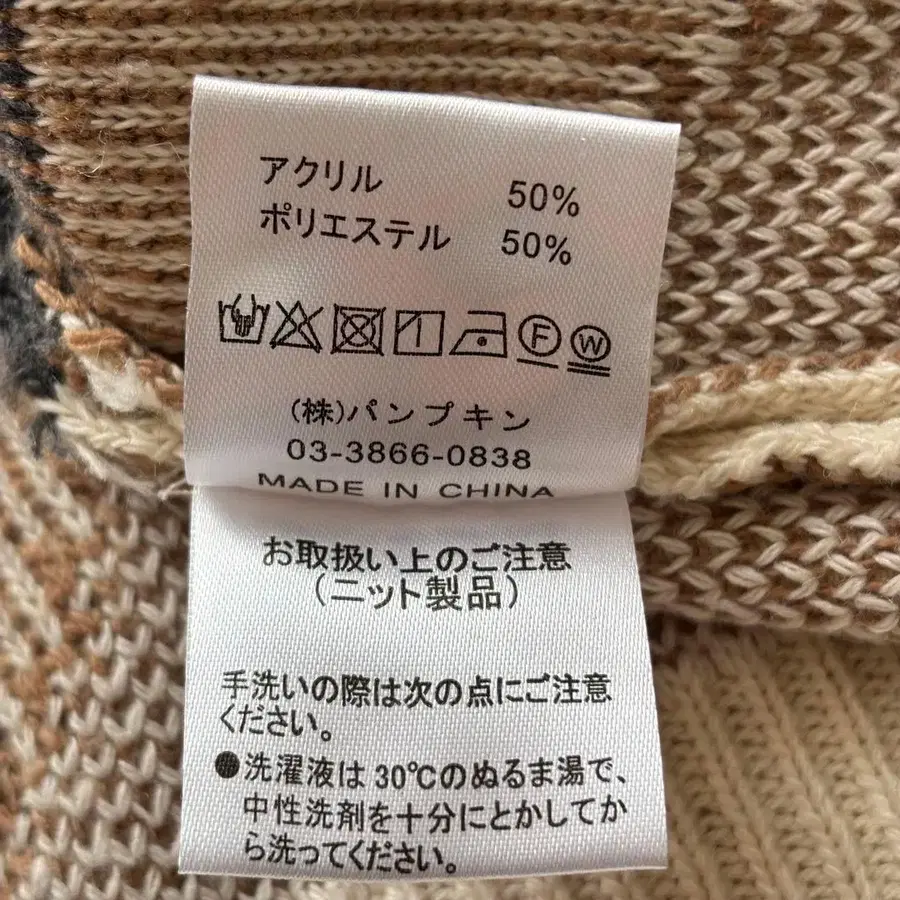 アクリル 50%
ポリエステル 50%
F W
(株)パンプキン
03-3866-0838
MADE IN CHINA
お取扱い上のご注意
(ニット製品)
手洗いの際は次の点にご注意
ください。
●洗濯液は30℃のぬるま湯で、
中性洗剤を十分にとかしてか
ら洗ってください。